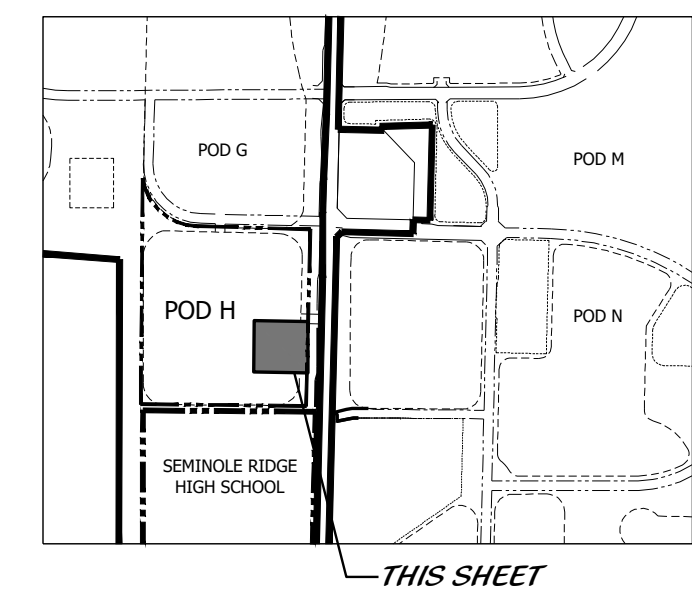 POD G
POD M
POD H
POD N
SEMINOLE RIDGE
HIGH SCHOOL
THIS SHEET